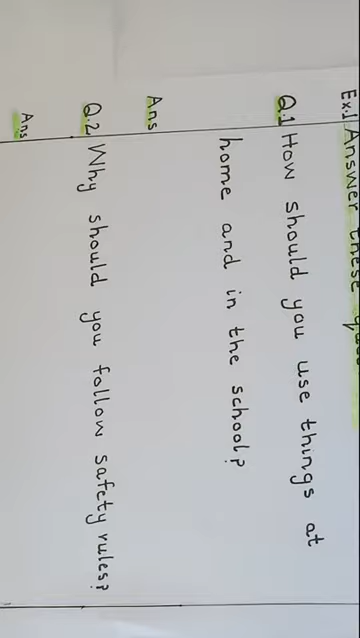 Ex.1 Answer these
Q.1 How should you use things at
home and in the school?
Ans
Q.2 Why should you follow safety rules?
Ans